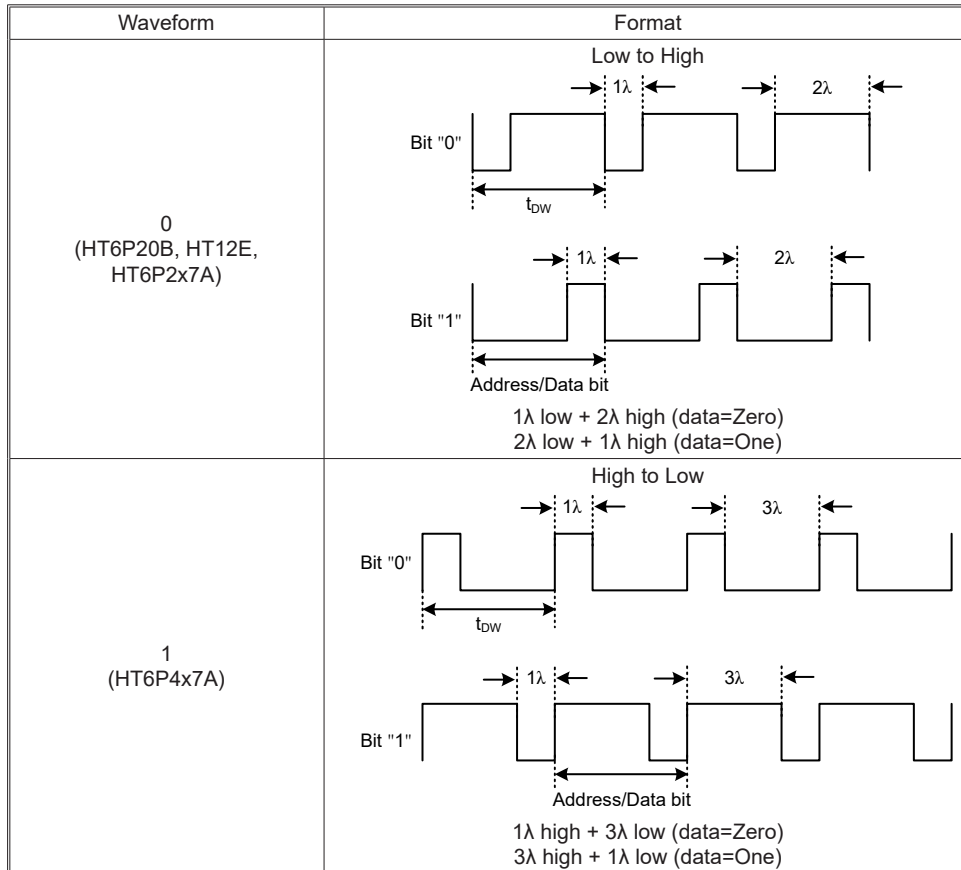 Waveform
Format
0
(HT6P20B, HT12E,
HT6P2x7A)
Low to High
1λ
2λ
Bit "0"
tDW
1λ
2λ
Bit "1"
Address/Data bit
1λ low + 2λ high (data=Zero)
2λ low + 1λ high (data=One)
1
(HT6P4x7A)
High to Low
1λ
3λ
Bit "0"
tDW
1λ
3λ
Bit "1"
Address/Data bit
1λ high + 3λ low (data=Zero)
3λ high + 1λ low (data=One)